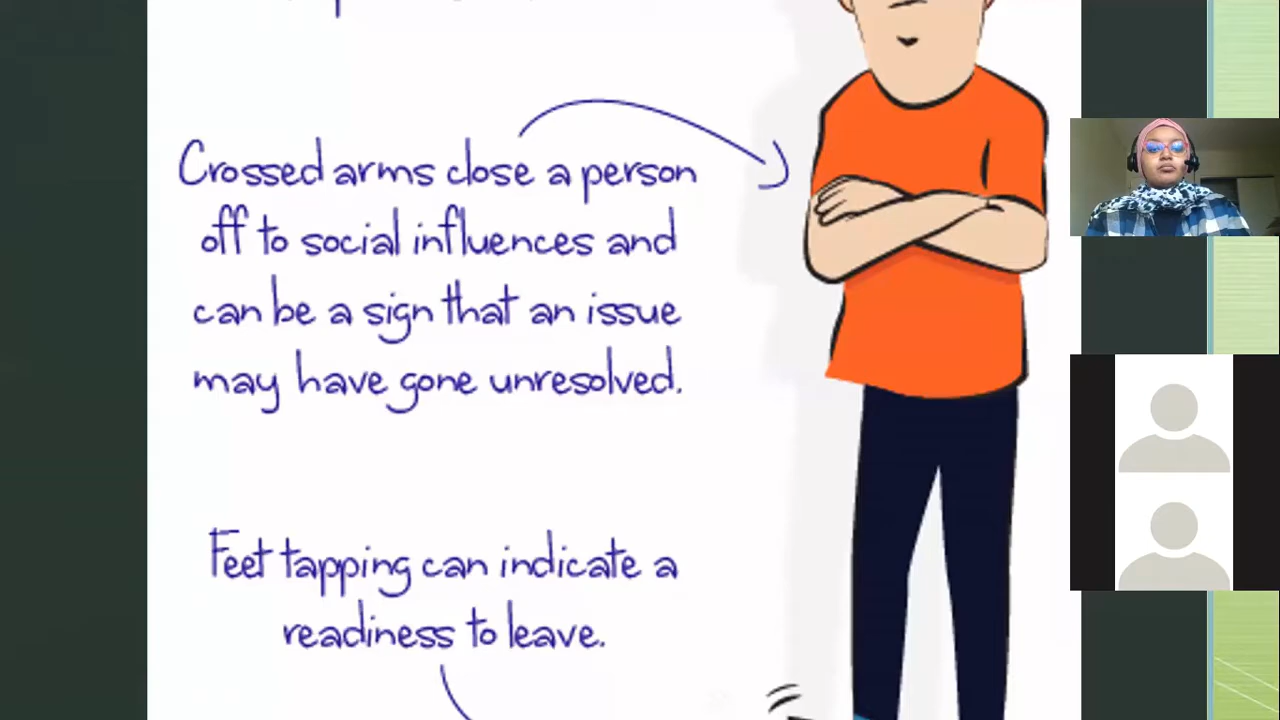 Crossed arms close a person
off to social influences and
can be a sign that an issue
may have gone unresolved.
Feet tapping can indicate a
readiness to leave.